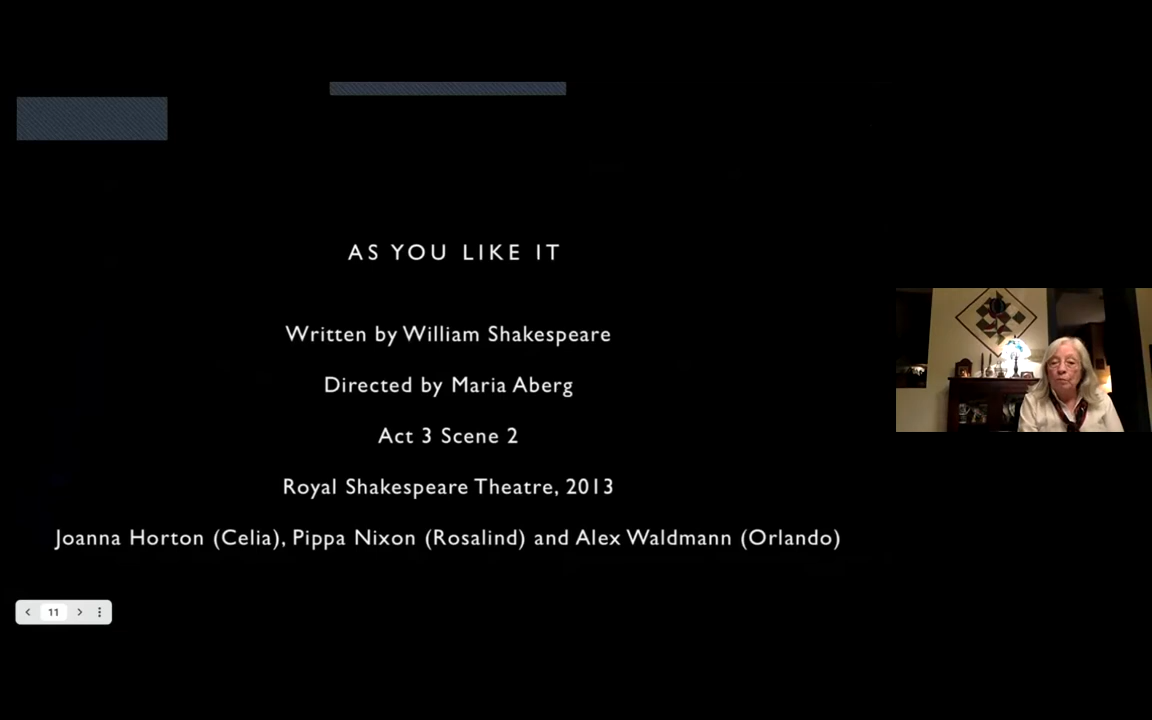 AS YOU LIKE IT
Written by William Shakespeare
Directed by Maria Aberg
Act 3 Scene 2
Royal Shakespeare Theatre, 2013
Joanna Horton (Celia), Pippa Nixon (Rosalind) and Alex Waldmann (Orlando)
11